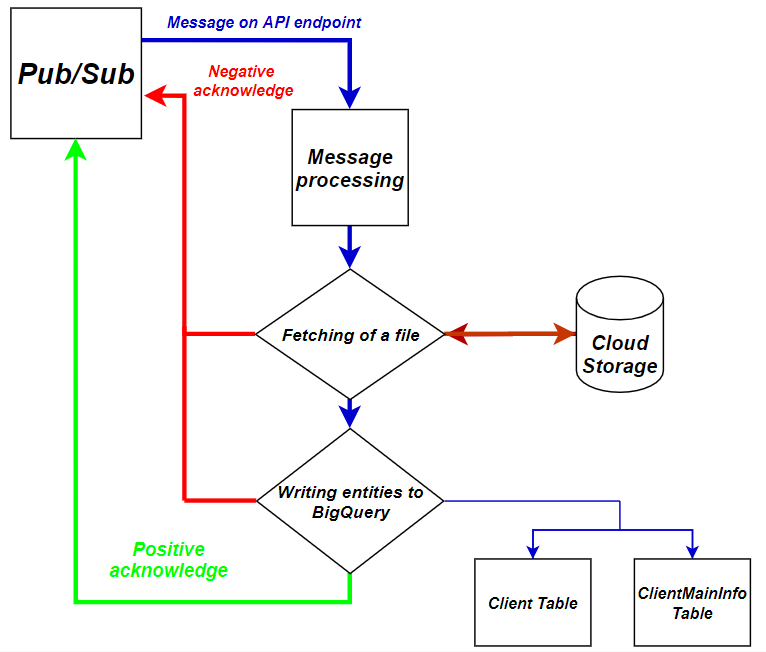 Message on API endpoint
Pub/Sub
Negative
acknowledge
Message
processing
Fetching of a file
Cloud
Storage
Writing entities to
BigQuery
Positive
acknowledge
Client Table
ClientMainInfo
Table